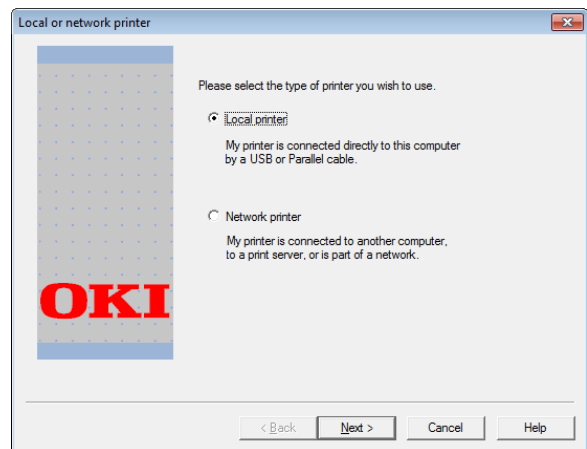 Local or network printer
Please select the type of printer you wish to use.
Local printer
My printer is connected directly to this computer
by a USB or Parallel cable.
Network printer
My printer is connected to another computer,
to a print server, or is part of a network.
OKI
< Back
Next >
Cancel
Help